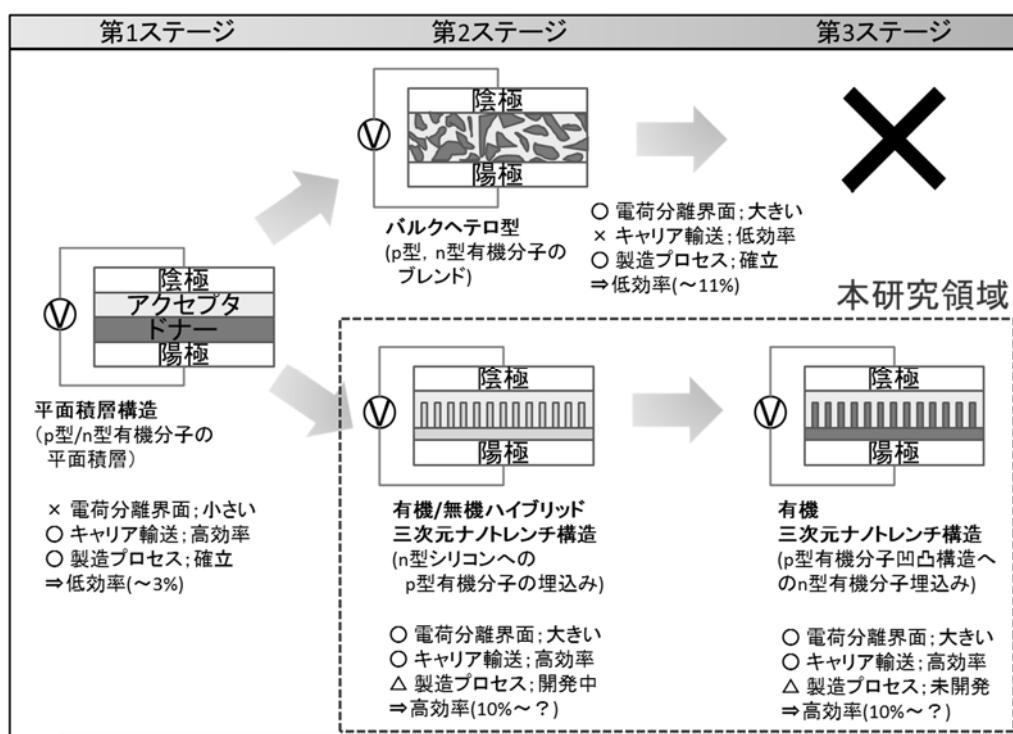 第1ステージ
第2ステージ
第3ステージ
V
陰極
アクセプタ
ドナー
陽極
平面積層構造
(p型/n型有機分子の
平面積層)
× 電荷分離界面;小さい
○ キャリア輸送;高効率
○ 製造プロセス;確立
⇒低効率(~3%)
V
陰極
陽極
バルクヘテロ型
(p型, n型有機分子の
ブレンド)
○ 電荷分離界面;大きい
× キャリア輸送;低効率
○ 製造プロセス;確立
⇒低効率(~11%)
本研究領域
V
陰極
陽極
有機/無機ハイブリッド
三次元ナノトレンチ構造
(n型シリコンへの
p型有機分子の埋込み)
○ 電荷分離界面;大きい
○ キャリア輸送;高効率
△ 製造プロセス;開発中
⇒高効率(10%~?)
V
陰極
陽極
有機
三次元ナノトレンチ構造
(p型有機分子凹凸構造へ
のn型有機分子埋込み)
○ 電荷分離界面;大きい
○ キャリア輸送;高効率
△ 製造プロセス;未開発
⇒高効率(10%~?)